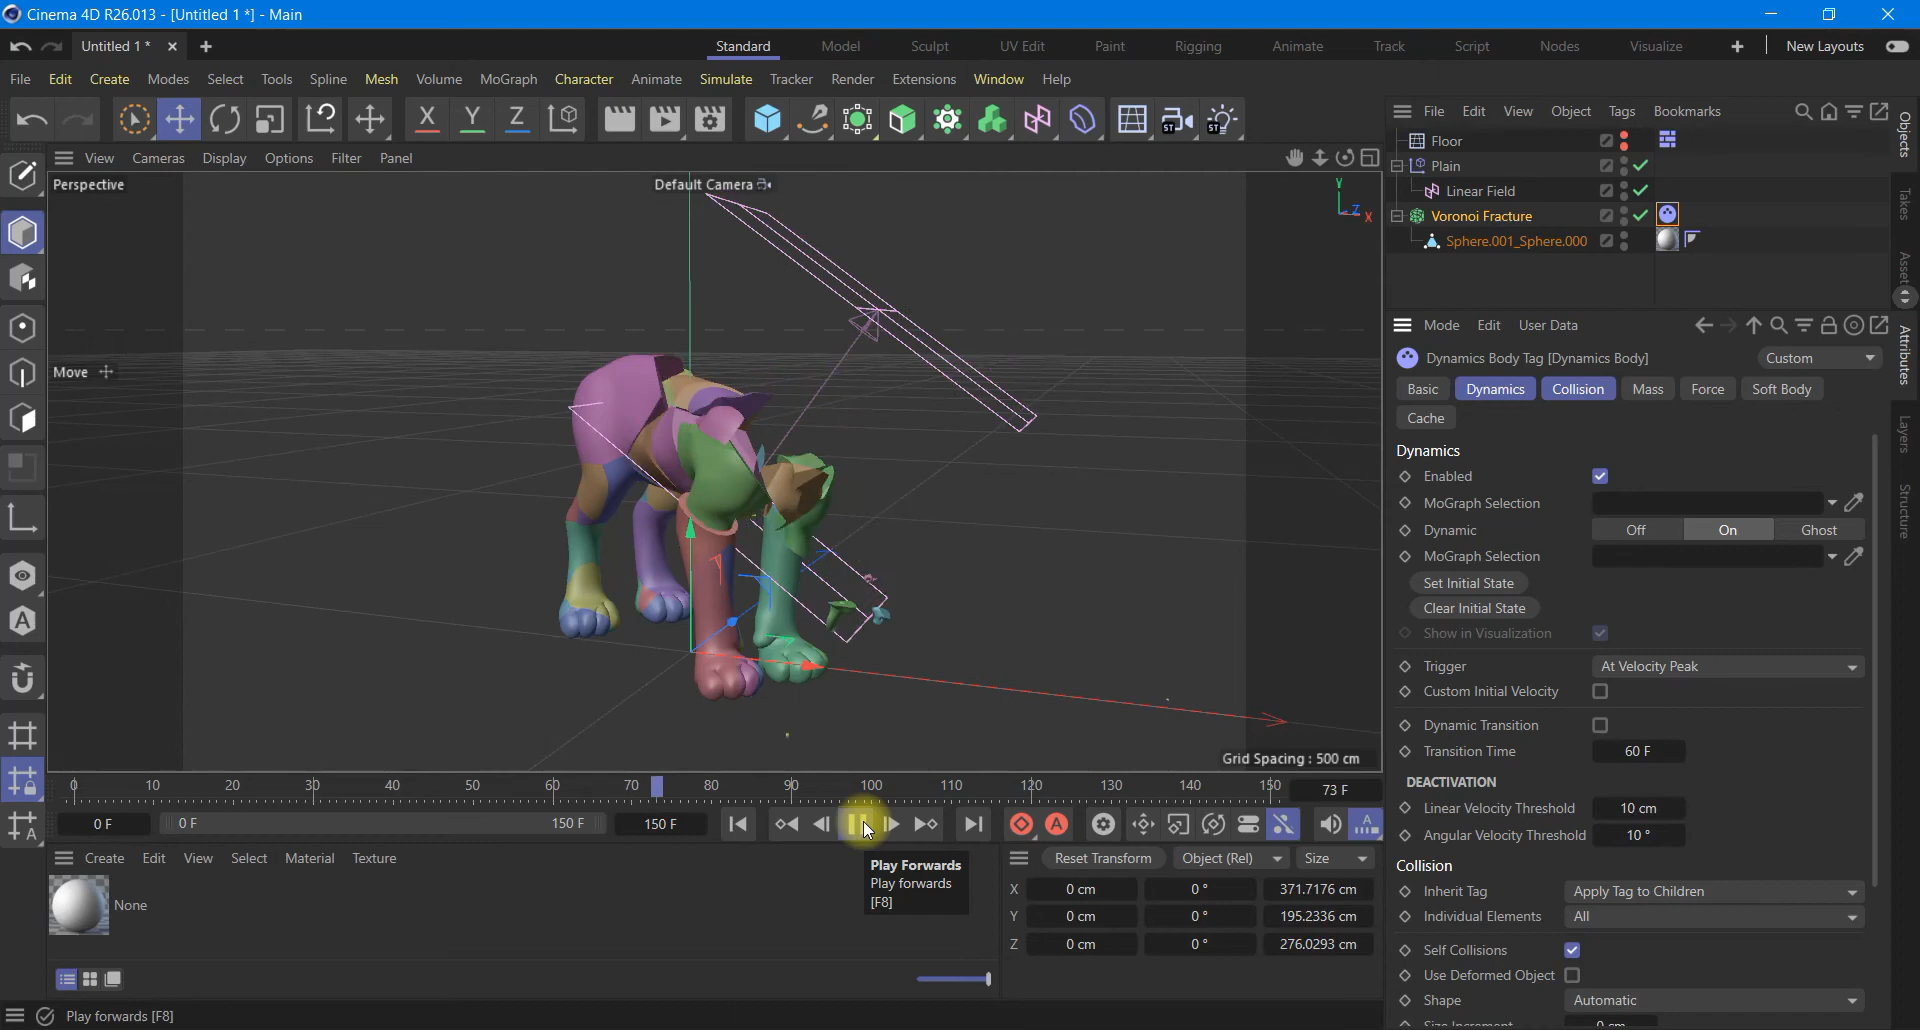 Cinema 4D R26.013 - [Untitled 1 *] - Main
Untitled 1 *
Standard
Model
Sculpt
UV Edit
Paint
Rigging
Animate
Track
Script
Nodes
Visualize
New Layouts
File Edit Create Modes Select Tools Spline Mesh Volume MoGraph Character Animate Simulate Tracker Render Extensions Window Help
X Y Z
ST
ST
View Cameras Display Options Filter Panel
Perspective
Default Camera
Y
Z
X
Move
Grid Spacing : 500 cm
0 10 20 30 40 50 60 70 80 90 100 110 120 130 140 150
73 F
0 F
0 F
150 F
150 F
A
A
Play Forwards
Play forwards
[F8]
Create Edit View Select Material Texture
None
Reset Transform
Object (Rel)
Size
X 0 cm 0 ° 371.7176 cm
Y 0 cm 0 ° 195.2336 cm
Z 0 cm 0 ° 276.0293 cm
Play forwards [F8]
File Edit View Object Tags Bookmarks
Floor
Plain
Linear Field
Voronoi Fracture
Sphere.001_Sphere.000
Objects
Takes
Asset
Attributes
Layers
Structure
Mode Edit User Data
Dynamics Body Tag [Dynamics Body]
Custom
Basic Dynamics Collision Mass Force Soft Body
Cache
Dynamics
Enabled
MoGraph Selection
Dynamic Off On Ghost
MoGraph Selection
Set Initial State
Clear Initial State
Show in Visualization
Trigger At Velocity Peak
Custom Initial Velocity
Dynamic Transition
Transition Time 60 F
DEACTIVATION
Linear Velocity Threshold 10 cm
Angular Velocity Threshold 10 °
Collision
Inherit Tag Apply Tag to Children
Individual Elements All
Self Collisions
Use Deformed Object
Shape Automatic
Size Increment 0 cm